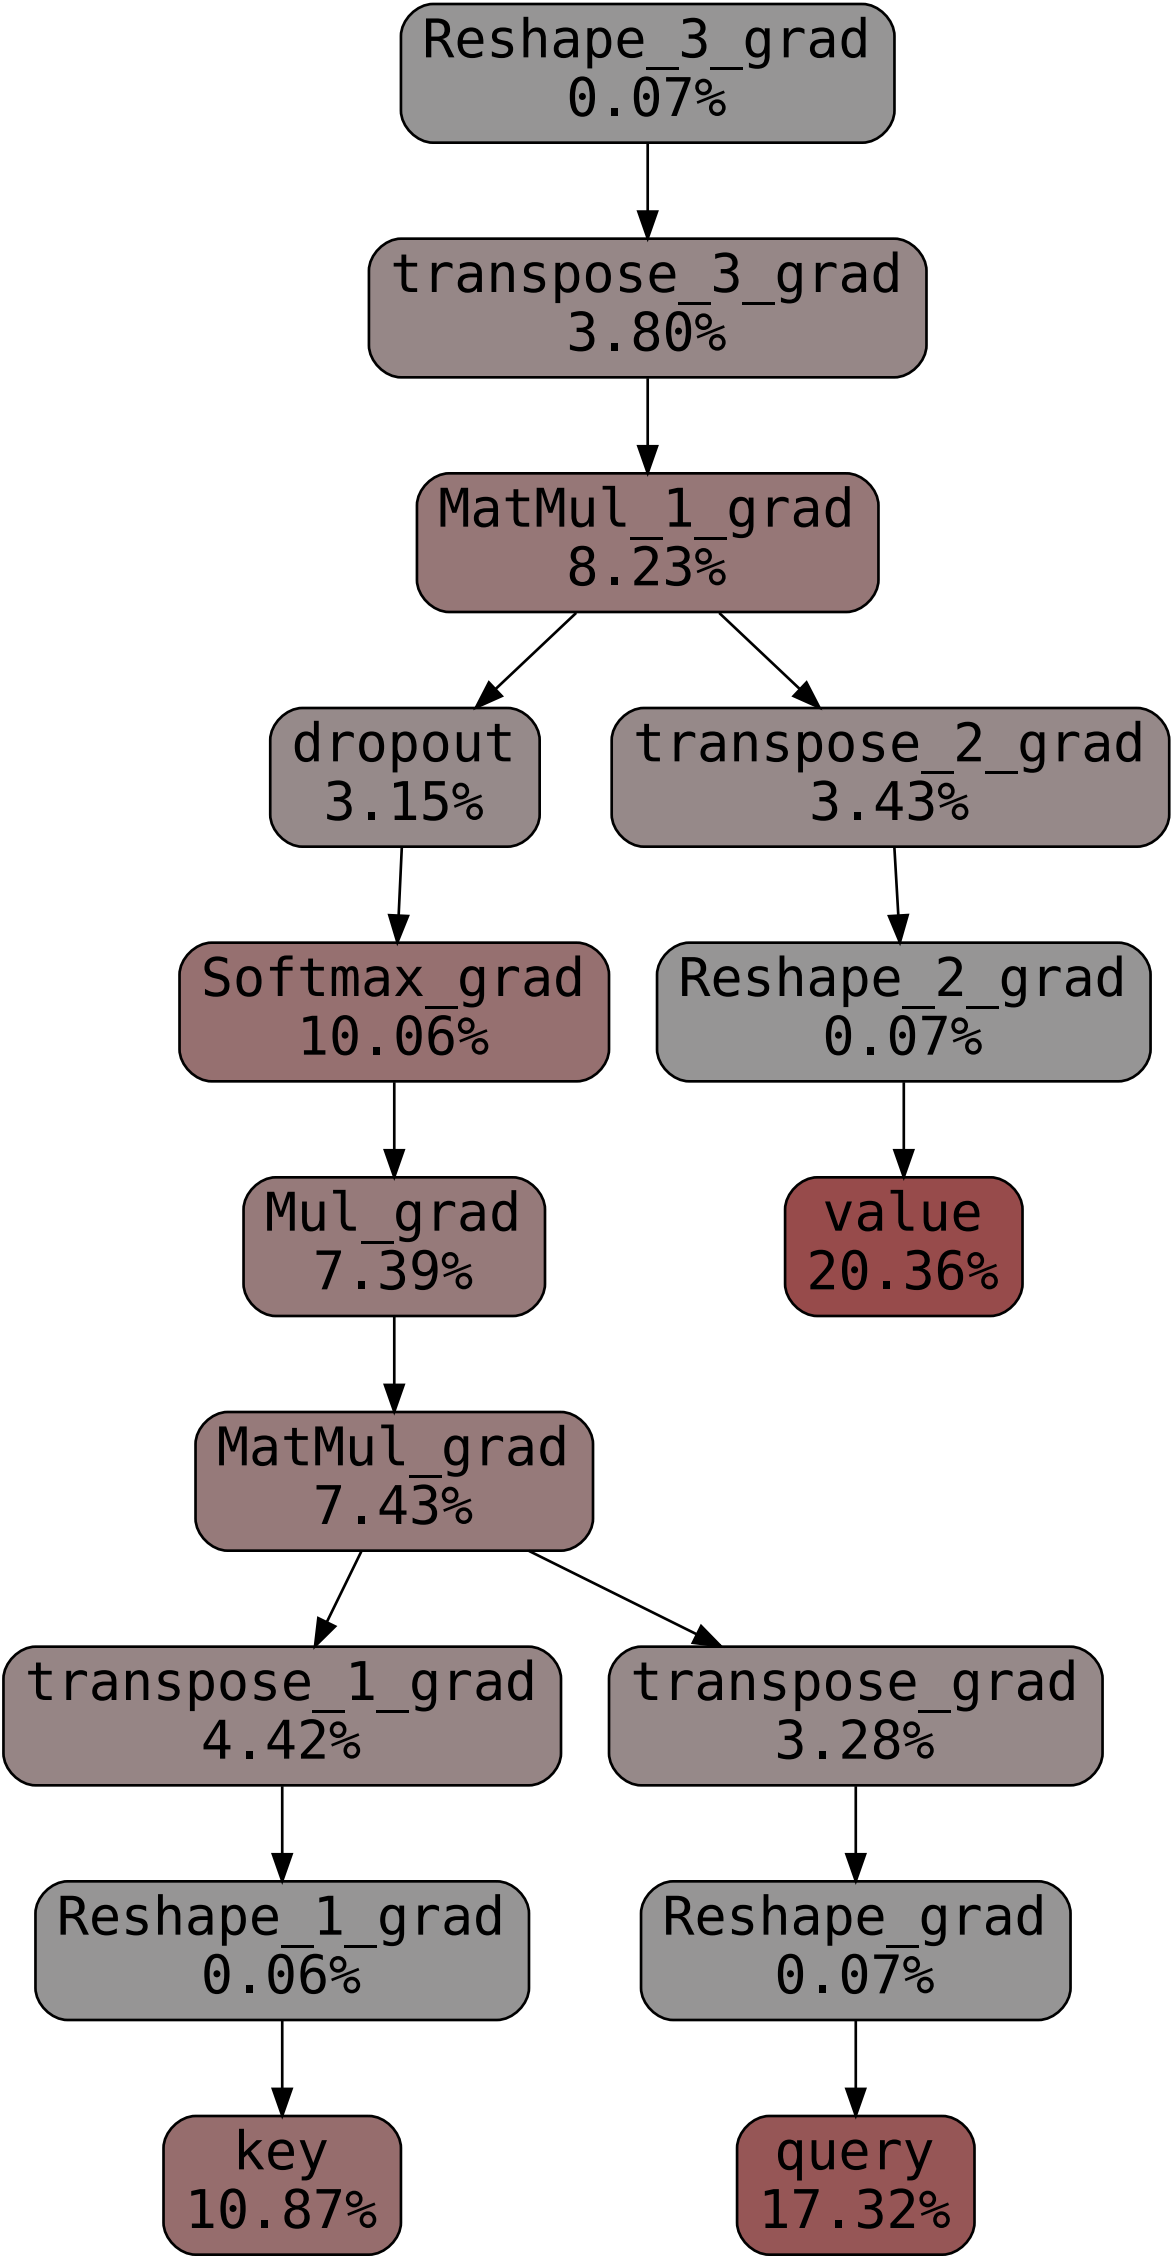 Reshape_3_grad
0.07%
transpose_3_grad
3.80%
MatMul_1_grad
8.23%
dropout
3.15%
transpose_2_grad
3.43%
Softmax_grad
10.06%
Reshape_2_grad
0.07%
Mul_grad
7.39%
value
20.36%
MatMul_grad
7.43%
transpose_1_grad
4.42%
transpose_grad
3.28%
Reshape_1_grad
0.06%
Reshape_grad
0.07%
key
10.87%
query
17.32%